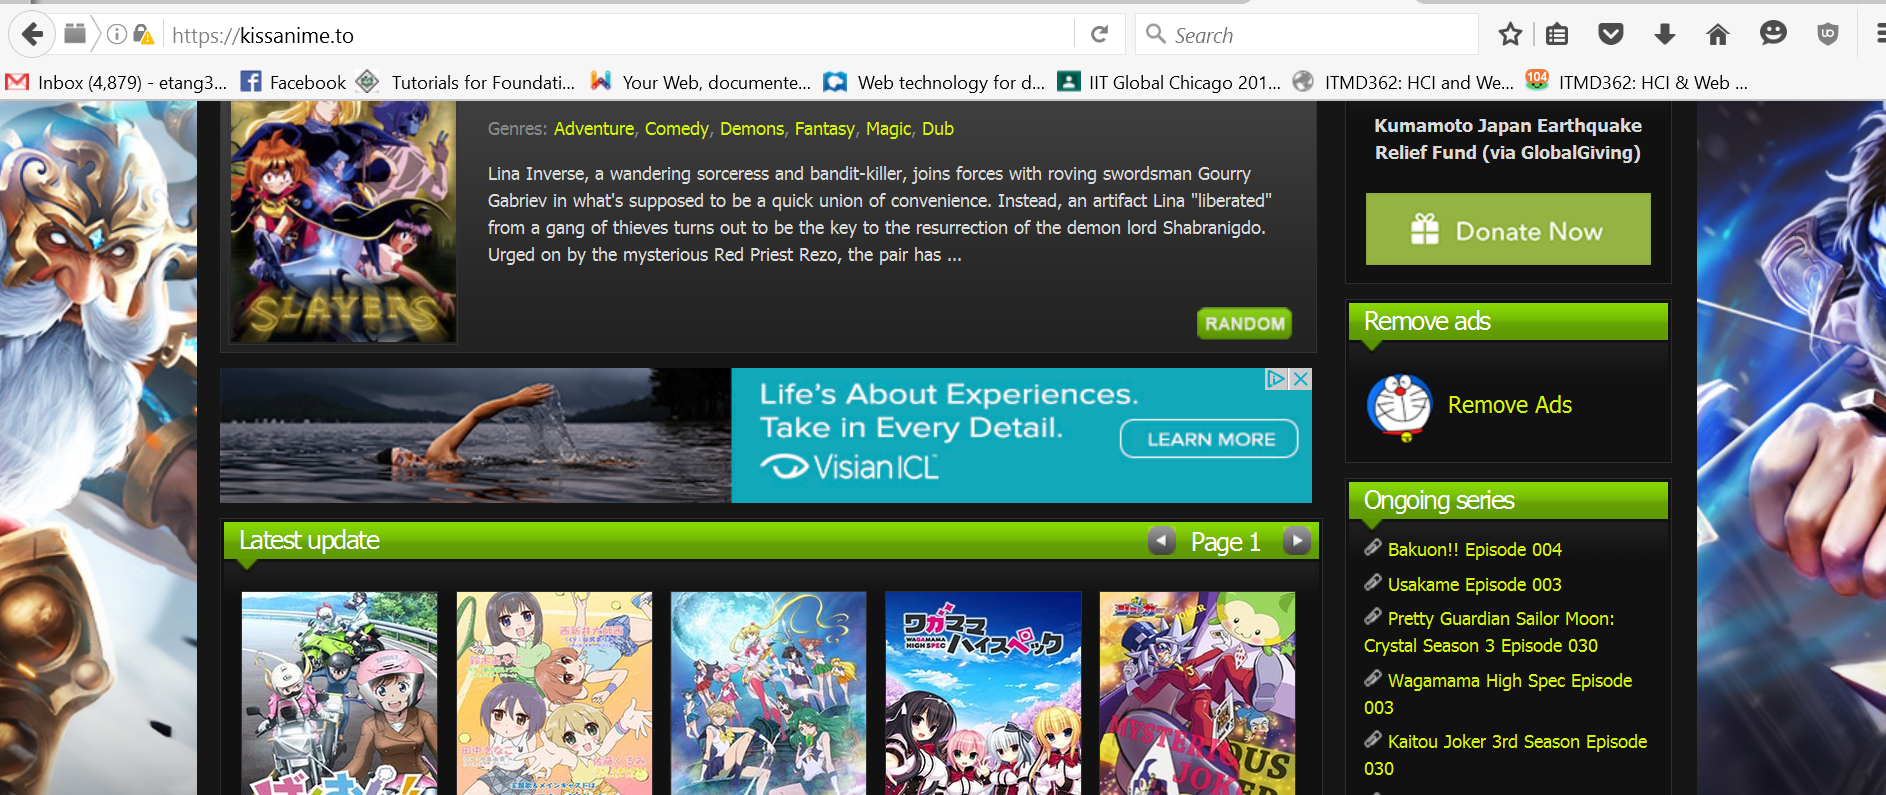 https://kissanime.to
Search
Inbox (4,879) - etang3...
Facebook
Tutorials for Foundati...
Your Web, documente...
Web technology for d...
IIT Global Chicago 201...
ITMD362: HCI and We...
104
ITMD362: HCI & Web ...
SLAYERS
Genres: Adventure, Comedy, Demons, Fantasy, Magic, Dub
Lina Inverse, a wandering sorceress and bandit-killer, joins forces with roving swordsman Gourry
Gabriev in what's supposed to be a quick union of convenience. Instead, an artifact Lina "liberated"
from a gang of thieves turns out to be the key to the resurrection of the demon lord Shabranigdo.
Urged on by the mysterious Red Priest Rezo, the pair has ...
RANDOM
Life's About Experiences.
Take in Every Detail.
VisianICL
LEARN MORE
Latest update
Page 1
ワガママ
WAGAMAMA
HIGH SPEC
ハイスペック
MYSTERIOUS
JOKER
Kumamoto Japan Earthquake
Relief Fund (via GlobalGiving)
Donate Now
Remove ads
Remove Ads
Ongoing series
Bakuon!! Episode 004
Usakame Episode 003
Pretty Guardian Sailor Moon:
Crystal Season 3 Episode 030
Wagamama High Spec Episode
003
Kaitou Joker 3rd Season Episode
030